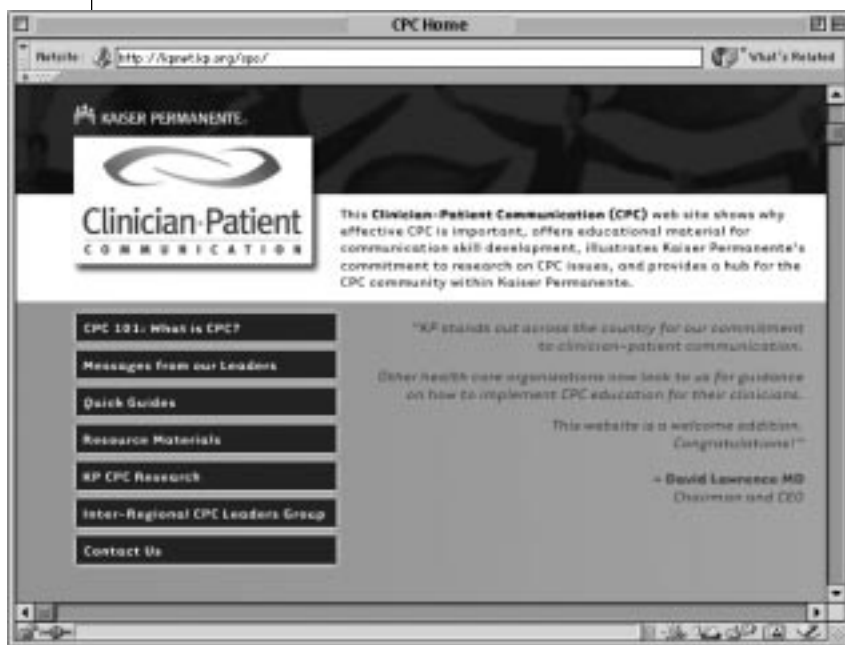 CPC Home
Netsite: http://kpnet.kp.org/cpc/ What's Related
KAISER PERMANENTE®
Clinician·Patient
COMMUNICATION
This Clinician-Patient Communication (CPC) web site shows why
effective CPC is important, offers educational material for
communication skill development, illustrates Kaiser Permanente's
commitment to research on CPC issues, and provides a hub for the
CPC community within Kaiser Permanente.
CPC 101: What is CPC?
Messages from our Leaders
Quick Guides
Resource Materials
KP CPC Research
Inter-Regional CPC Leaders Group
Contact Us
"KP stands out across the country for our commitment
to clinician-patient communication.
Other health care organizations now look to us for guidance
on how to implement CPC education for their clinicians.
This website is a welcome addition.
Congratulations!"
- David Lawrence MD
Chairman and CEO